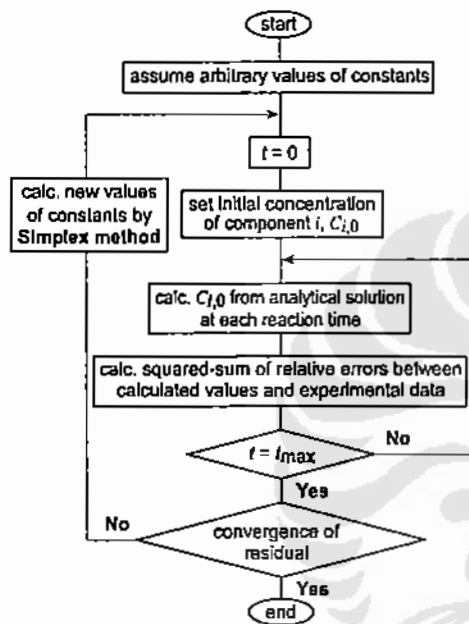 start
assume arbitrary values of constants
t = 0
calc. new values
of constants by
Simplex method
set initial concentration
of component i, Ci,0
calc. Ci,0 from analytical solution
at each reaction time
calc. squared-sum of relative errors between
calculated values and experimental data
t = tmax
No
Yes
No
convergence of
residual
Yes
end